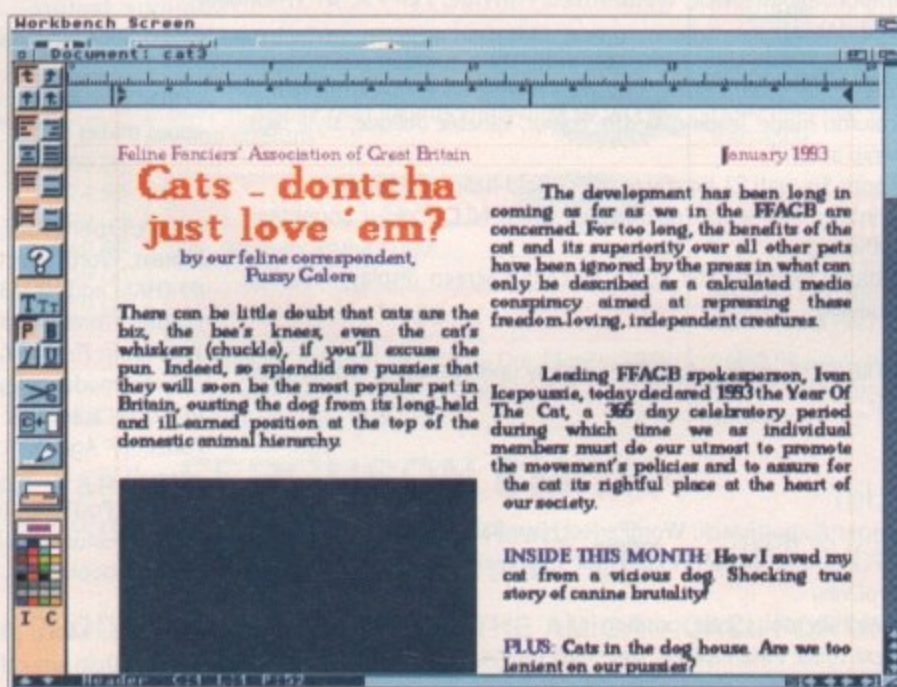 Workbench Screen
Document: cat3
Feline Fanciers' Association of Great Britain
January 1993
Cats - dontcha
just love 'em?
by our feline correspondent,
Pussy Galore
There can be little doubt that cats are the
biz, the bee's knees, even the cat's
whiskers (chuckle), if you'll excuse the
pun. Indeed, so splendid are pussies that
they will soon be the most popular pet in
Britain, ousting the dog from its long-held
and ill-earned position at the top of the
domestic animal hierarchy.
The development has been long in
coming as far as we in the FFAGB are
concerned. For too long, the benefits of the
cat and its superiority over all other pets
have been ignored by the press in what can
only be described as a calculated media
conspiracy aimed at repressing these
freedom-loving, independent creatures.
Leading FFAGB spokesperson, Ivan
Icepoussie, today declared 1993 the Year Of
The Cat, a 365 day celebratory period
during which time we as individual
members must do our utmost to promote
the movement's policies and to assure for
the cat its rightful place at the heart of
our society.
INSIDE THIS MONTH: How I saved my
cat from a vicious dog. Shocking true
story of canine brutality!
PLUS: Cats in the dog house. Are we too
lenient on our pussies?
P B
I U
I C
Header C:1 L:1 P:52